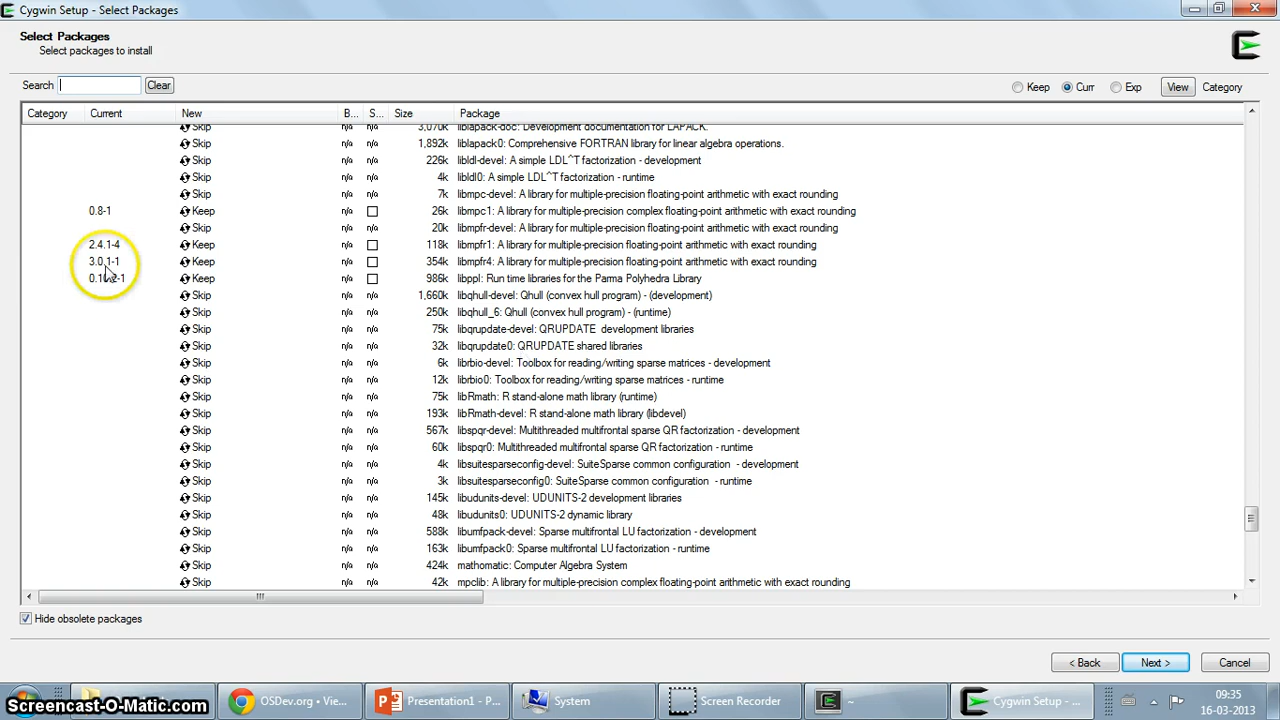 Cygwin Setup - Select Packages
Select Packages
Select packages to install
Search Clear Keep Curr Exp View Category
Category Current New B... S... Size Package
Skip n/a n/a 3,070k liblapack-doc: Development documentation for LAPACK.
Skip n/a n/a 1,892k liblapack0: Comprehensive FORTRAN library for linear algebra operations.
Skip n/a n/a 226k libldl-devel: A simple LDL^T factorization - development
Skip n/a n/a 4k libldl0: A simple LDL^T factorization - runtime
Skip n/a n/a 7k libmpc-devel: A library for multiple-precision floating-point arithmetic with exact rounding
0.8-1 Keep n/a 26k libmpc1: A library for multiple-precision complex floating-point arithmetic with exact rounding
Skip n/a n/a 20k libmpfr-devel: A library for multiple-precision floating-point arithmetic with exact rounding
2.4.1-4 Keep n/a 118k libmpfr1: A library for multiple-precision floating-point arithmetic with exact rounding
3.0.1-1 Keep n/a 354k libmpfr4: A library for multiple-precision floating-point arithmetic with exact rounding
Keep n/a 986k libppl: Run time libraries for the Parma Polyhedra Library
Skip n/a n/a 1,660k libqhull-devel: Qhull (convex hull program) - (development)
Skip n/a n/a 250k libqhull_6: Qhull (convex hull program) - (runtime)
Skip n/a n/a 75k libqrupdate-devel: QRUPDATE development libraries
Skip n/a n/a 32k libqrupdate0: QRUPDATE shared libraries
Skip n/a n/a 6k librbio-devel: Toolbox for reading/writing sparse matrices - development
Skip n/a n/a 12k librbio0: Toolbox for reading/writing sparse matrices - runtime
Skip n/a n/a 75k libRmath: R stand-alone math library (runtime)
Skip n/a n/a 193k libRmath-devel: R stand-alone math library (libdevel)
Skip n/a n/a 567k libspqr-devel: Multithreaded multifrontal sparse QR factorization - development
Skip n/a n/a 60k libspqr0: Multithreaded multifrontal sparse QR factorization - runtime
Skip n/a n/a 4k libsuitesparseconfig-devel: SuiteSparse common configuration - development
Skip n/a n/a 3k libsuitesparseconfig0: SuiteSparse common configuration - runtime
Skip n/a n/a 145k libudunits-devel: UDUNITS-2 development libraries
Skip n/a n/a 48k libudunits0: UDUNITS-2 dynamic library
Skip n/a n/a 588k libumfpack-devel: Sparse multifrontal LU factorization - development
Skip n/a n/a 163k libumfpack0: Sparse multifrontal LU factorization - runtime
Skip n/a n/a 424k mathomatic: Computer Algebra System
Skip n/a n/a 42k mpclib: A library for multiple-precision complex floating-point arithmetic with exact rounding
Hide obsolete packages
< Back Next > Cancel
OSDev.org - Vie... Presentation1 - P... System Screen Recorder ~ Cygwin Setup -...
09:35
16-03-2013
Screencast-O-Matic.com